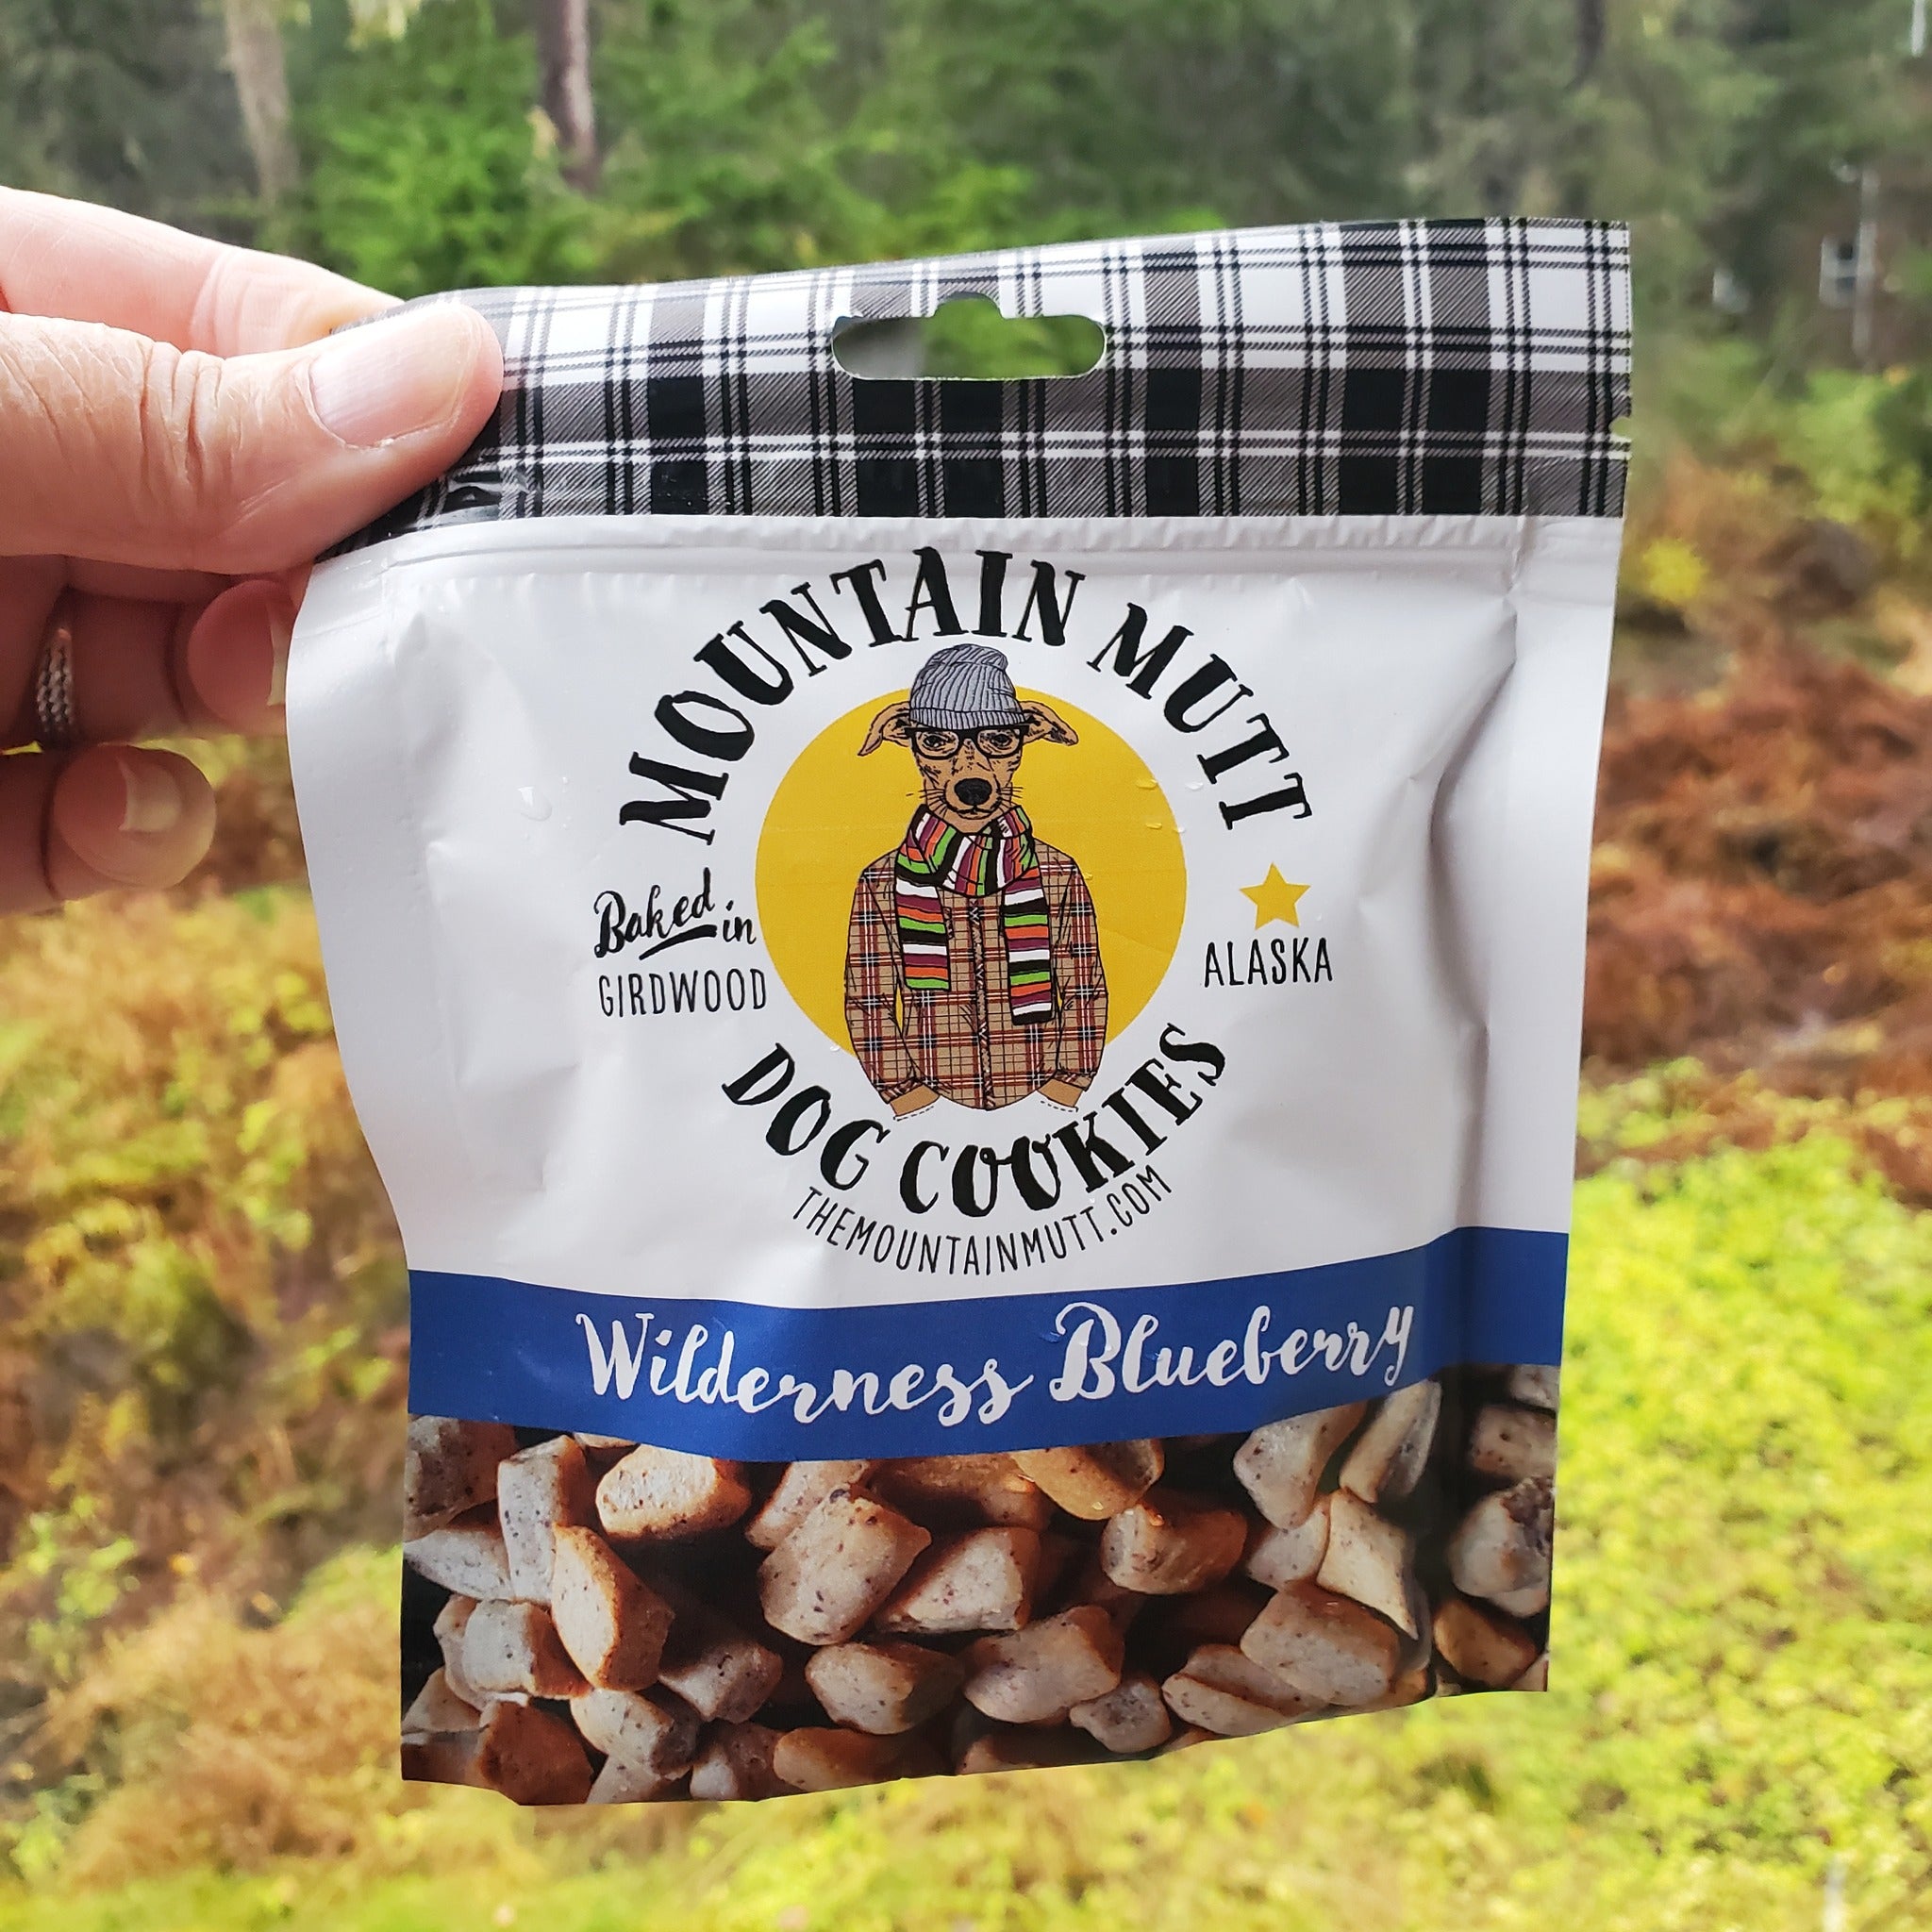 MOUNTAIN MUTT
Baked in
GIRDWOOD
ALASKA
DOG COOKIES
THEMOUNTAINMUTT.COM
Wilderness Blueberry